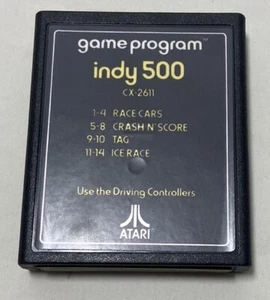 game program™
indy 500
CX-2611
1-4 RACE CARS
5-8 CRASH N' SCORE
9-10 TAG
11-14 ICE RACE
Use the Driving Controllers
ATARI